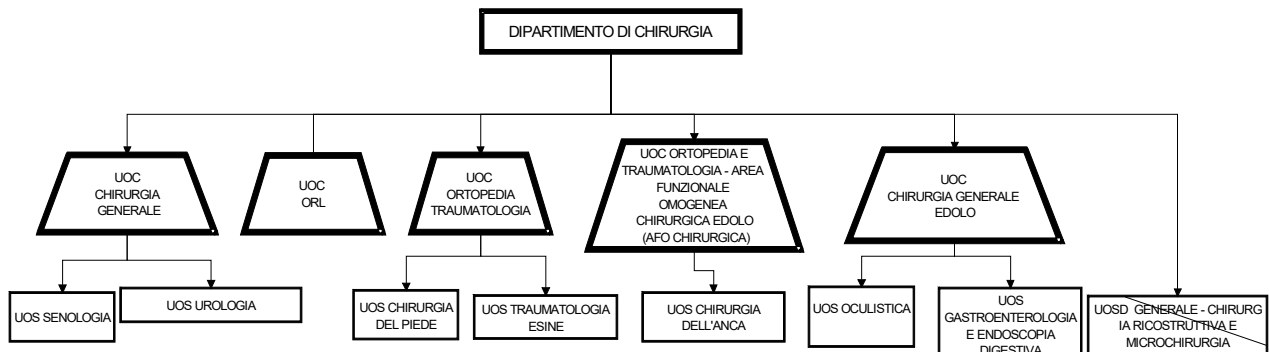 DIPARTIMENTO DI CHIRURGIA
UOC
CHIRURGIA
GENERALE
UOC
ORL
UOC
ORTOPEDIA
TRAUMATOLOGIA
UOC ORTOPEDIA E
TRAUMATOLOGIA - AREA
FUNZIONALE
OMOGENEA
CHIRURGICA EDOLO
(AFO CHIRURGICA)
UOC
CHIRURGIA GENERALE
EDOLO
UOS SENOLOGIA
UOS UROLOGIA
UOS CHIRURGIA
DEL PIEDE
UOS TRAUMATOLOGIA
ESINE
UOS CHIRURGIA
DELL'ANCA
UOS OCULISTICA
UOS
GASTROENTEROLOGIA
E ENDOSCOPIA
DIGESTIVA
UOSD GENERALE - CHIRURG
IA RICOSTRUTTIVA E
MICROCHIRURGIA